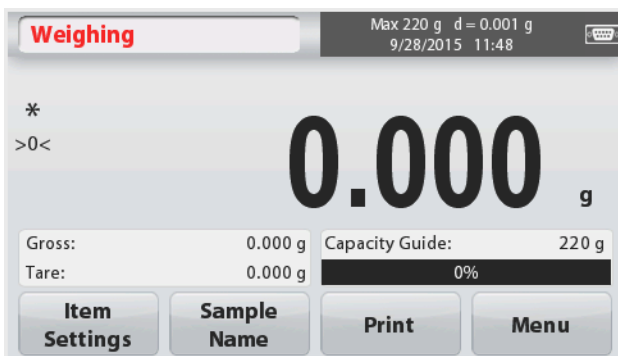 Weighing
Max 220 g d = 0.001 g
9/28/2015 11:48
*
>0<
0.000 g
Gross: 0.000 g
Tare: 0.000 g
Capacity Guide: 220 g
0%
Item Settings
Sample Name
Print
Menu